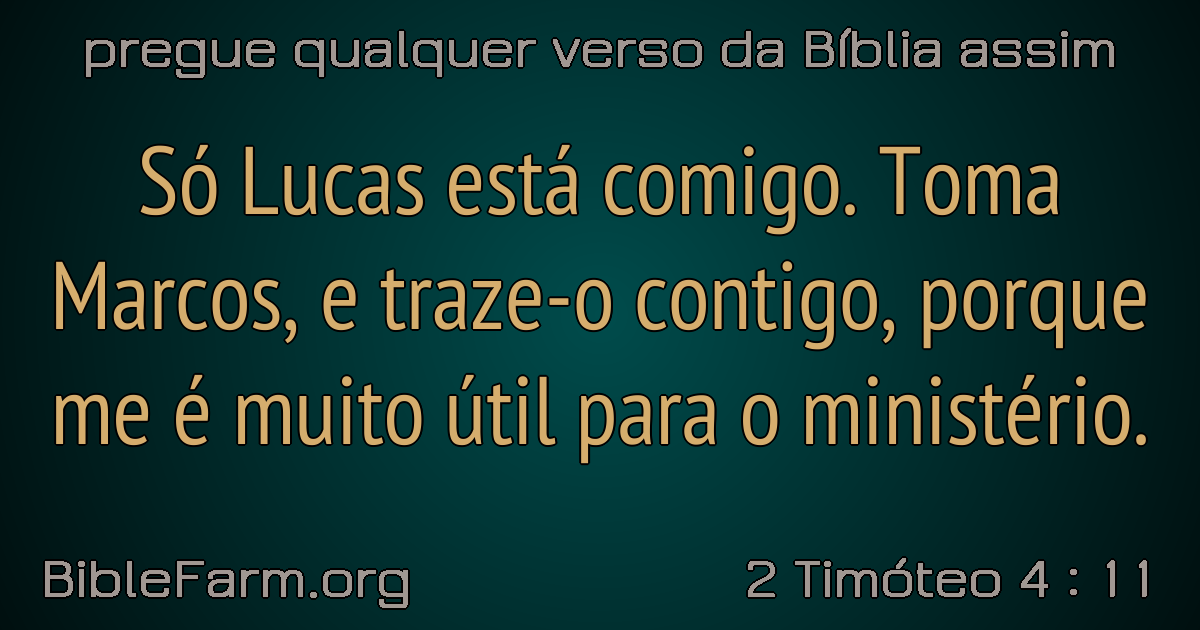 pregue qualquer verso da Bíblia assim
Só Lucas está comigo. Toma
Marcos, e traze-o contigo, porque
me é muito útil para o ministério.
BibleFarm.org
2 Timóteo 4 : 11